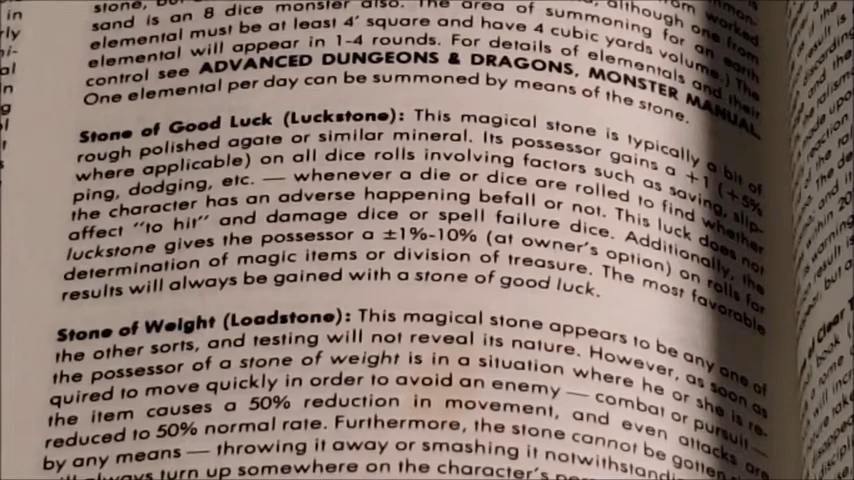 stone, but
also. The area of summoning for an earth
sand is an 8 dice monster
elemental must be at least 4' square and have 4 cubic yards volume.) The
elemental will appear in 1-4 rounds. For details of elementals and their
control see ADVANCED DUNGEONS & DRAGONS, MONSTER MANUAL.
One elemental per day can be summoned by means of the stone.
Stone of Good Luck (Luckstone): This magical stone is typically a bit of
rough polished agate or similar mineral. Its possessor gains a +1 (+5%
where applicable) on all dice rolls involving factors such as saving, slip-
ping, dodging, etc. — whenever a die or dice are rolled to find whether
the character has an adverse happening befall or not. This luck does not
affect "to hit" and damage dice or spell failure dice. Additionally, the
luckstone gives the possessor a ±1%-10% (at owner's option) on rolls for
determination of magic items or division of treasure. The most favorable
results will always be gained with a stone of good luck.
Stone of Weight (Loadstone): This magical stone appears to be any one of
the other sorts, and testing will not reveal its nature. However, as soon as
the possessor of a stone of weight is in a situation where he or she is re-
quired to move quickly in order to avoid an enemy — combat or pursuit —
the item causes a 50% reduction in movement, and even attacks are
reduced to 50% normal rate. Furthermore, the stone cannot be gotten
by any means — throwing it away or smashing it
turn up somewhere on the character's